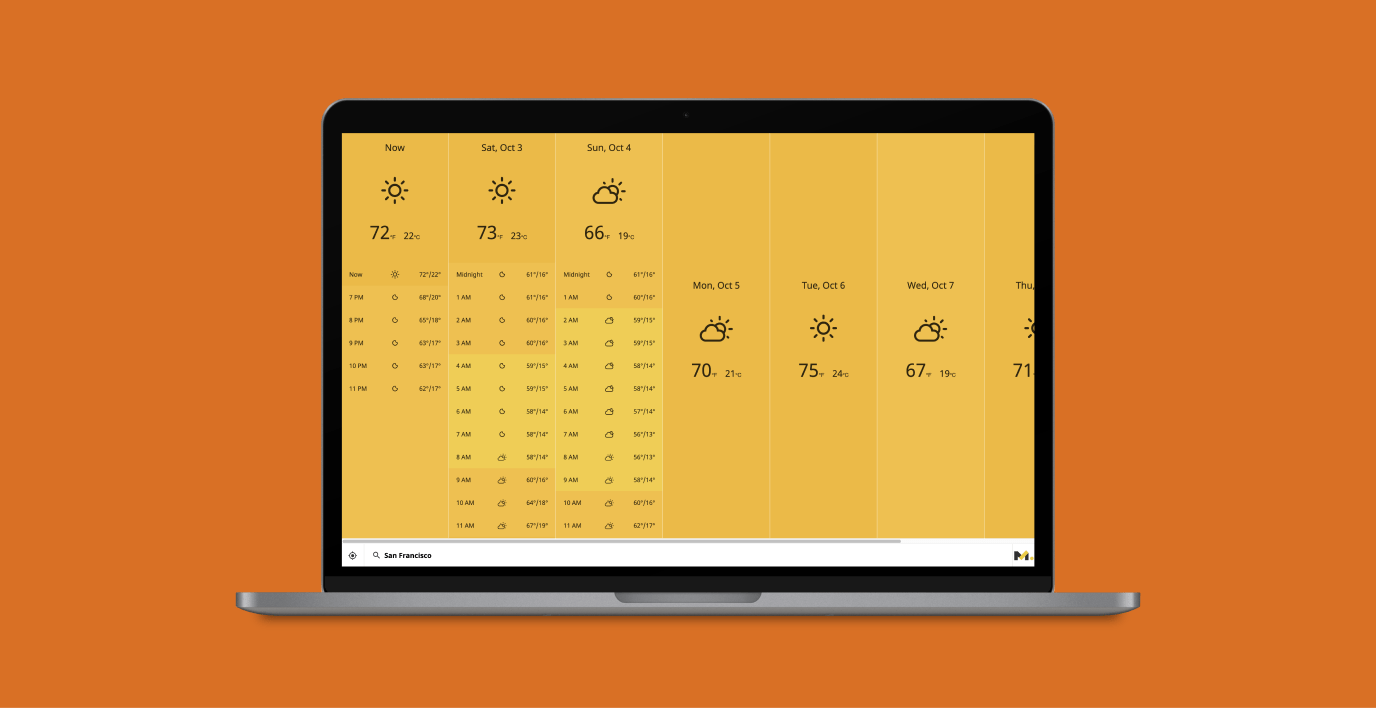 Now
72°F 22°C
Now 72°/22°
7 PM 68°/20°
8 PM 65°/18°
9 PM 63°/17°
10 PM 63°/17°
11 PM 62°/17°
Sat, Oct 3
73°F 23°C
Midnight 61°/16°
1 AM 61°/16°
2 AM 60°/16°
3 AM 60°/16°
4 AM 59°/15°
5 AM 59°/15°
6 AM 58°/14°
7 AM 58°/14°
8 AM 58°/14°
9 AM 60°/16°
10 AM 64°/18°
11 AM 67°/19°
Sun, Oct 4
66°F 19°C
Midnight 61°/16°
1 AM 60°/16°
2 AM 59°/15°
3 AM 59°/15°
4 AM 58°/14°
5 AM 58°/14°
6 AM 57°/14°
7 AM 56°/13°
8 AM 56°/13°
9 AM 58°/14°
10 AM 60°/16°
11 AM 62°/17°
Mon, Oct 5
70°F 21°C
Tue, Oct 6
75°F 24°C
Wed, Oct 7
67°F 19°C
Thu,
71
San Francisco